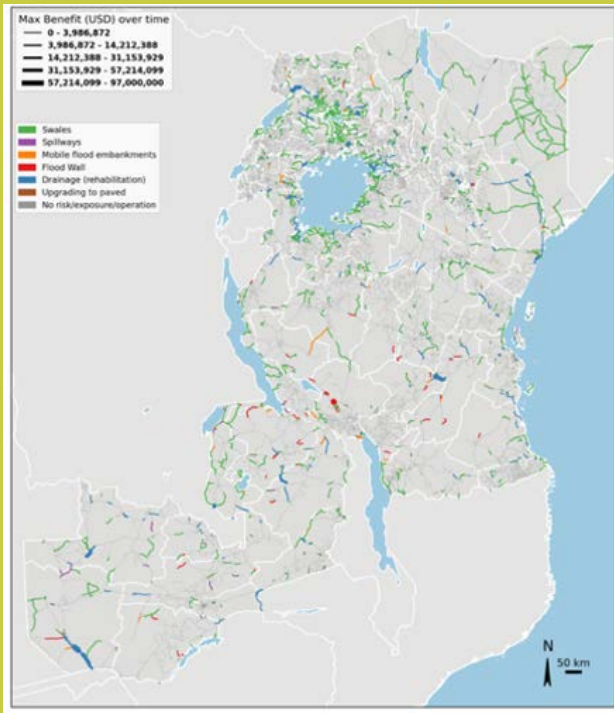 Max Benefit (USD) over time
0 - 3,986,872
3,986,872 - 14,212,388
14,212,388 - 31,153,929
31,153,929 - 57,214,099
57,214,099 - 97,000,000
Swales
Spillways
Mobile flood embankments
Flood Wall
Drainage (rehabilitation)
Upgrading to paved
No risk/exposure/operation
N
50 km